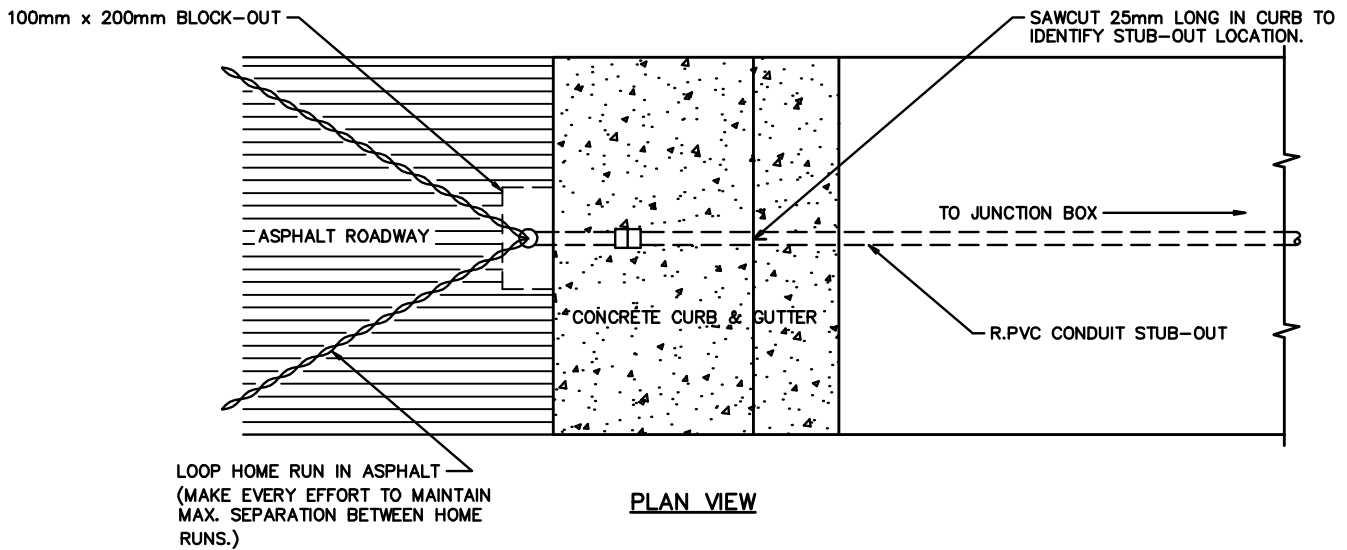 100mm x 200mm BLOCK-OUT
SAWCUT 25mm LONG IN CURB TO
IDENTIFY STUB-OUT LOCATION.
TO JUNCTION BOX
ASPHALT ROADWAY
CONCRETE CURB & GUTTER
R.PVC CONDUIT STUB-OUT
LOOP HOME RUN IN ASPHALT
(MAKE EVERY EFFORT TO MAINTAIN
MAX. SEPARATION BETWEEN HOME
RUNS.)
PLAN VIEW